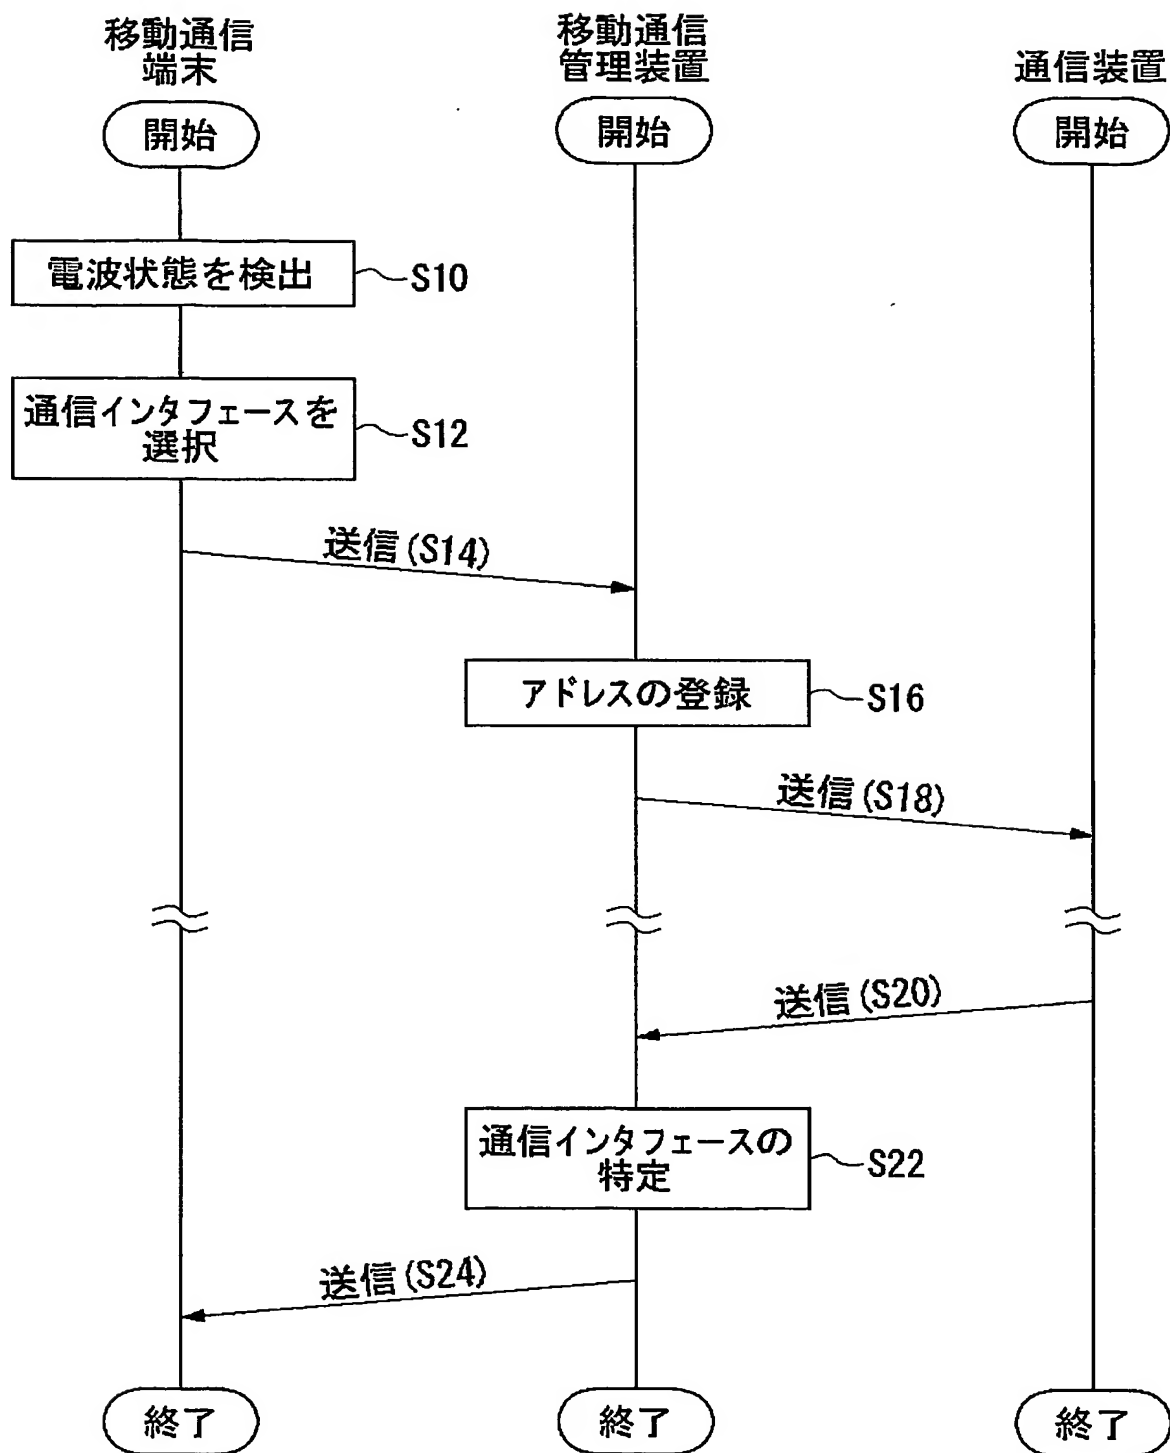 移動通信
端末
移動通信
管理装置
通信装置
開始
開始
開始
電波状態を検出
S10
通信インタフェースを
選択
S12
送信(S14)
アドレスの登録
S16
送信(S18)
送信(S20)
通信インタフェースの
特定
S22
送信(S24)
終了
終了
終了